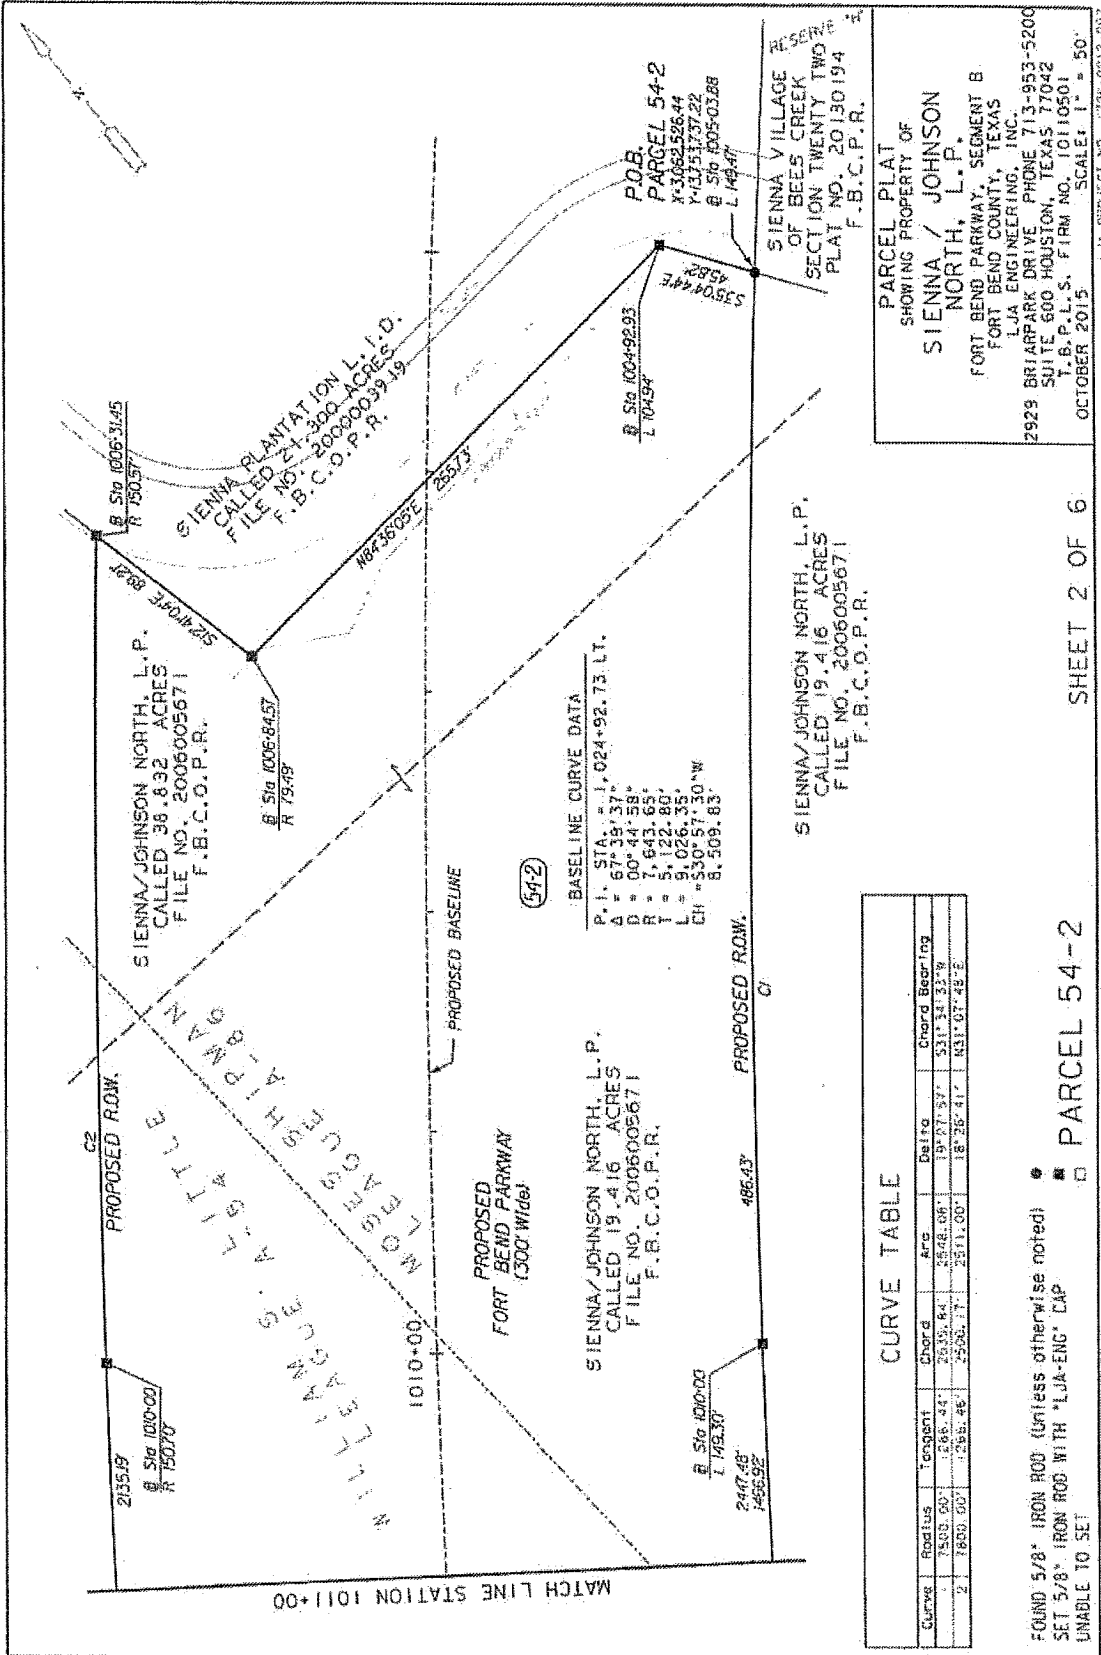 SIENNA PLANTATION L.I.D.
CALLED 21.300 ACRES
FILE NO. 2000003919
F.B.C.O.P.R.
P.O.B.
PARCEL 54-2
X=3,062,526.44
Y=13,753,737.22
@ Sta 1005+03.88
L 149.47'
RESERVE "H"
SIENNA VILLAGE
OF BEES CREEK
SECTION TWENTY TWO
PLAT NO. 20130194
F.B.C.P.R.
@ Sta 1006+31.45
R 150.57'
S12°41'04"E 89.21'
N84°36'05"E 265.73'
@ Sta 1004+92.93
L 104.94'
S35°04'44"E
45.82'
SIENNA/JOHNSON NORTH, L.P.
CALLED 38.832 ACRES
FILE NO. 2006005671
F.B.C.O.P.R.
@ Sta 1006+84.57
R 79.49'
54-2
BASELINE CURVE DATA
P.I. STA. = 1,024+92.73 LT.
Δ = 67°39'37"
D = 00°44'58"
R = 7,643.65'
T = 5,122.80'
L = 9,026.35'
CH =S30°57'30"W
8,509.83'
SIENNA/JOHNSON NORTH, L.P.
CALLED 19.416 ACRES
FILE NO. 2006005671
F.B.C.O.P.R.
PROPOSED BASELINE
C2
PROPOSED R.O.W.
MOSES SHIPMAN
LEAGUE A.L86
WILLIAM LITTLE
LEAGUE A.L54
1010+00
PROPOSED
FORT BEND PARKWAY
(300' Wide)
SIENNA/JOHNSON NORTH, L.P.
CALLED 19.416 ACRES
FILE NO. 2006005671
F.B.C.O.P.R.
PROPOSED R.O.W.
C1
486.43'
2135.19'
@ Sta 1010+00
R 150.70'
@ Sta 1010+00
L 149.30'
2447.48'
1466.92'
MATCH LINE STATION 1011+00
CURVE TABLE
Curve Radius Tangent Chord Arc Delta Chord Bearing
7500.00' 2548.08' 19°27'57" S31°34'33"W
2 7800.00' 1266.46' 2500.17' 2511.00' 18°26'41" N31°07'48"E
FOUND 5/8" IRON ROD (Unless otherwise noted)
SET 5/8" IRON ROD WITH "LJA-ENG" CAP
UNABLE TO SET
PARCEL 54-2
SHEET 2 OF 6
PARCEL PLAT
SHOWING PROPERTY OF
SIENNA / JOHNSON
NORTH, L.P.
FORT BEND PARKWAY, SEGMENT B
FORT BEND COUNTY, TEXAS
LJA ENGINEERING, INC.
2929 BRIARPARK DRIVE PHONE 713-953-5200
SUITE 600 HOUSTON, TEXAS 77042
T.B.P.L.S. FIRM NO. 10110501
OCTOBER 2015 SCALE: 1" = 50'